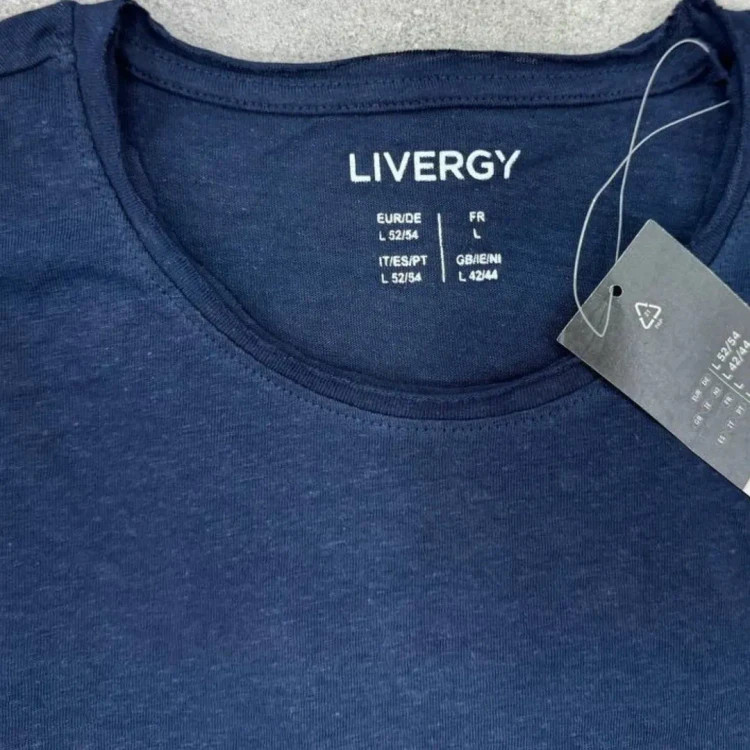 LIVERGY
EUR/DE
L 52/54
FR
L
IT/ES/PT
L 52/54
GB/IE/NI
L 42/44
L 52/54
L 42/44
L